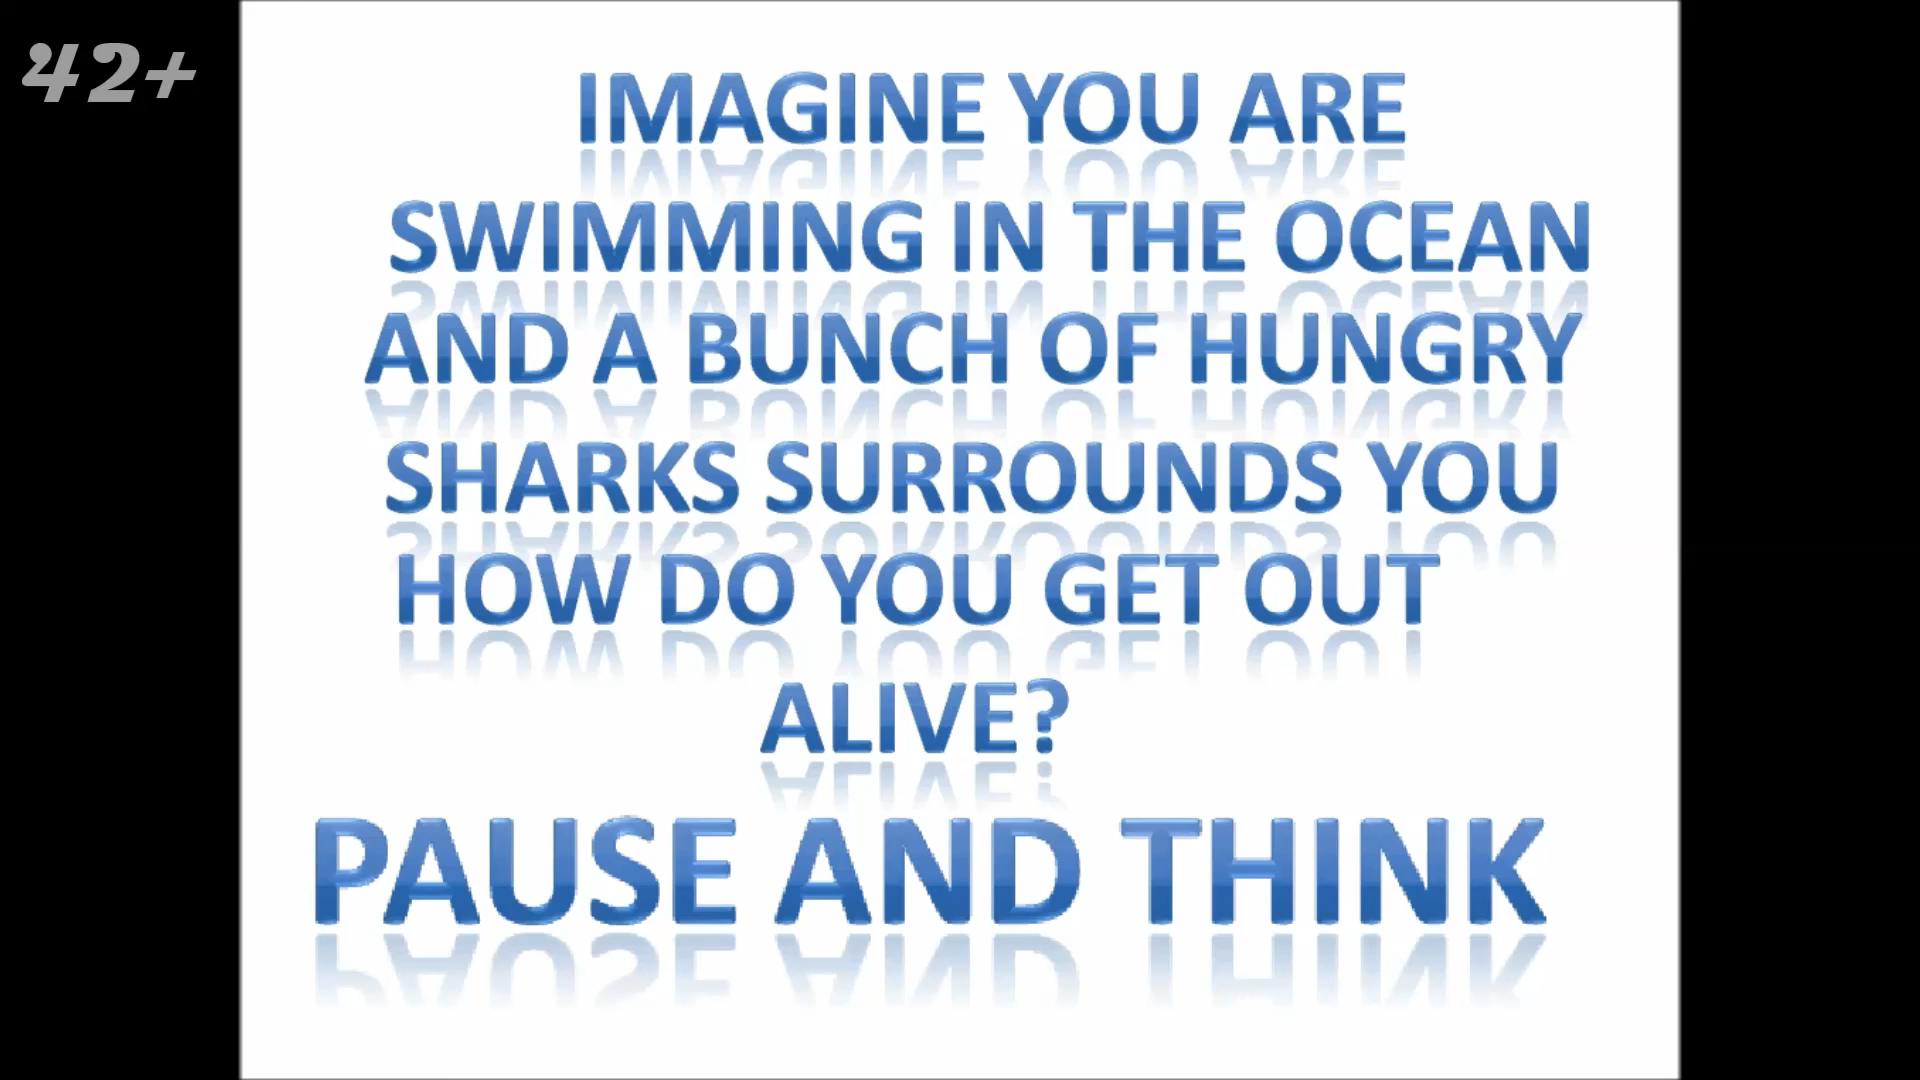 42+
IMAGINE YOU ARE
SWIMMING IN THE OCEAN
AND A BUNCH OF HUNGRY
SHARKS SURROUNDS YOU
HOW DO YOU GET OUT
ALIVE?
PAUSE AND THINK